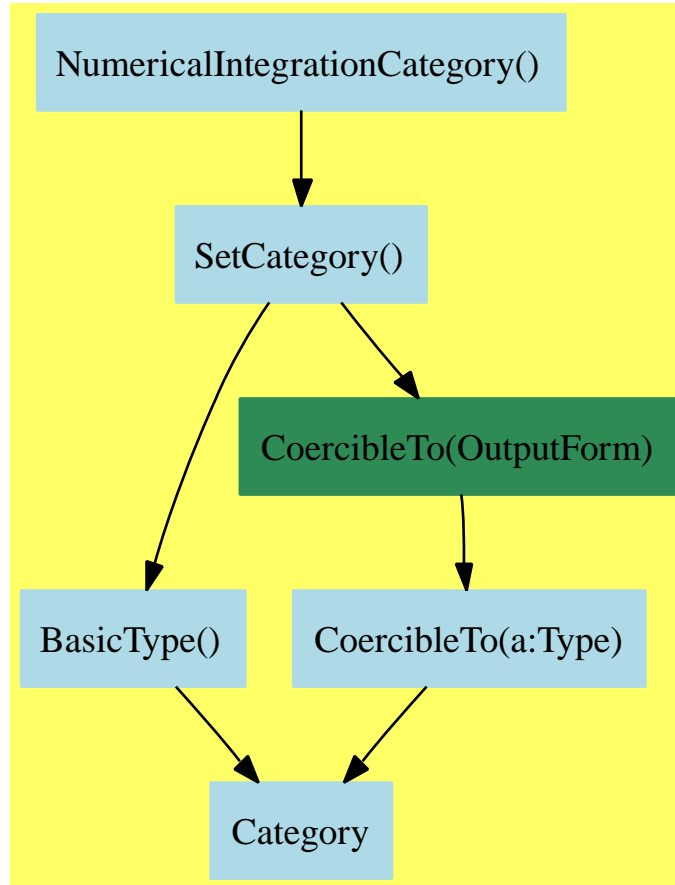 NumericalIntegrationCategory()
SetCategory()
CoercibleTo(OutputForm)
BasicType()
CoercibleTo(a:Type)
Category